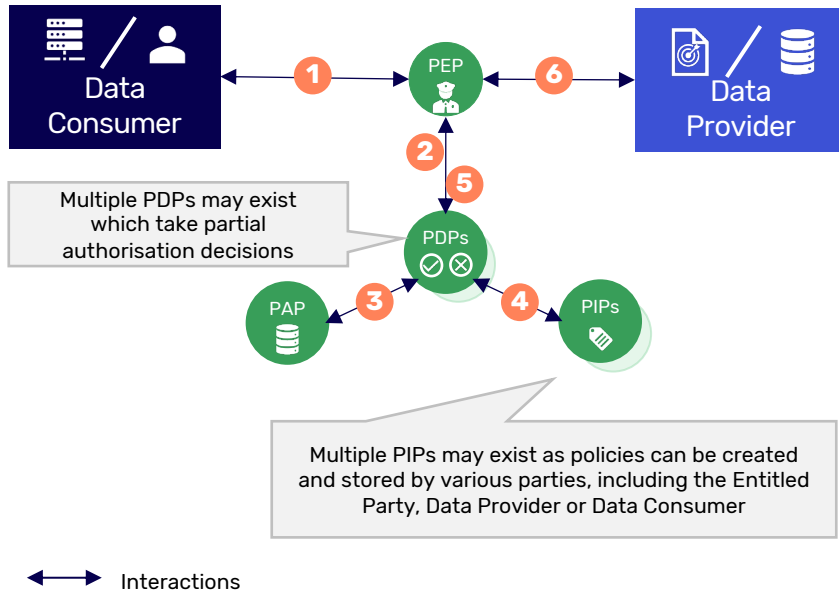 Data
Consumer
1
PEP
6
Data
Provider
2
5
Multiple PDPs may exist
which take partial
authorisation decisions
PDPs
PAP
3
4
PIPs
Multiple PIPs may exist as policies can be created
and stored by various parties, including the Entitled
Party, Data Provider or Data Consumer
Interactions